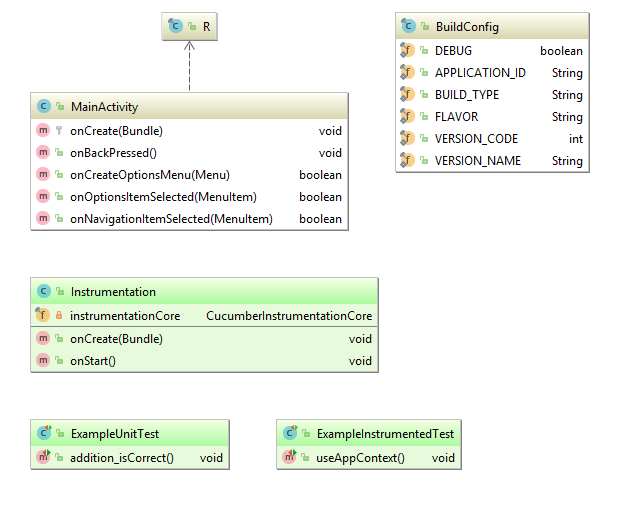 R
BuildConfig
DEBUG boolean
APPLICATION_ID String
BUILD_TYPE String
FLAVOR String
VERSION_CODE int
VERSION_NAME String
MainActivity
onCreate(Bundle) void
onBackPressed() void
onCreateOptionsMenu(Menu) boolean
onOptionsItemSelected(MenuItem) boolean
onNavigationItemSelected(MenuItem) boolean
Instrumentation
instrumentationCore CucumberInstrumentationCore
onCreate(Bundle) void
onStart() void
ExampleUnitTest
addition_isCorrect() void
ExampleInstrumentedTest
useAppContext() void